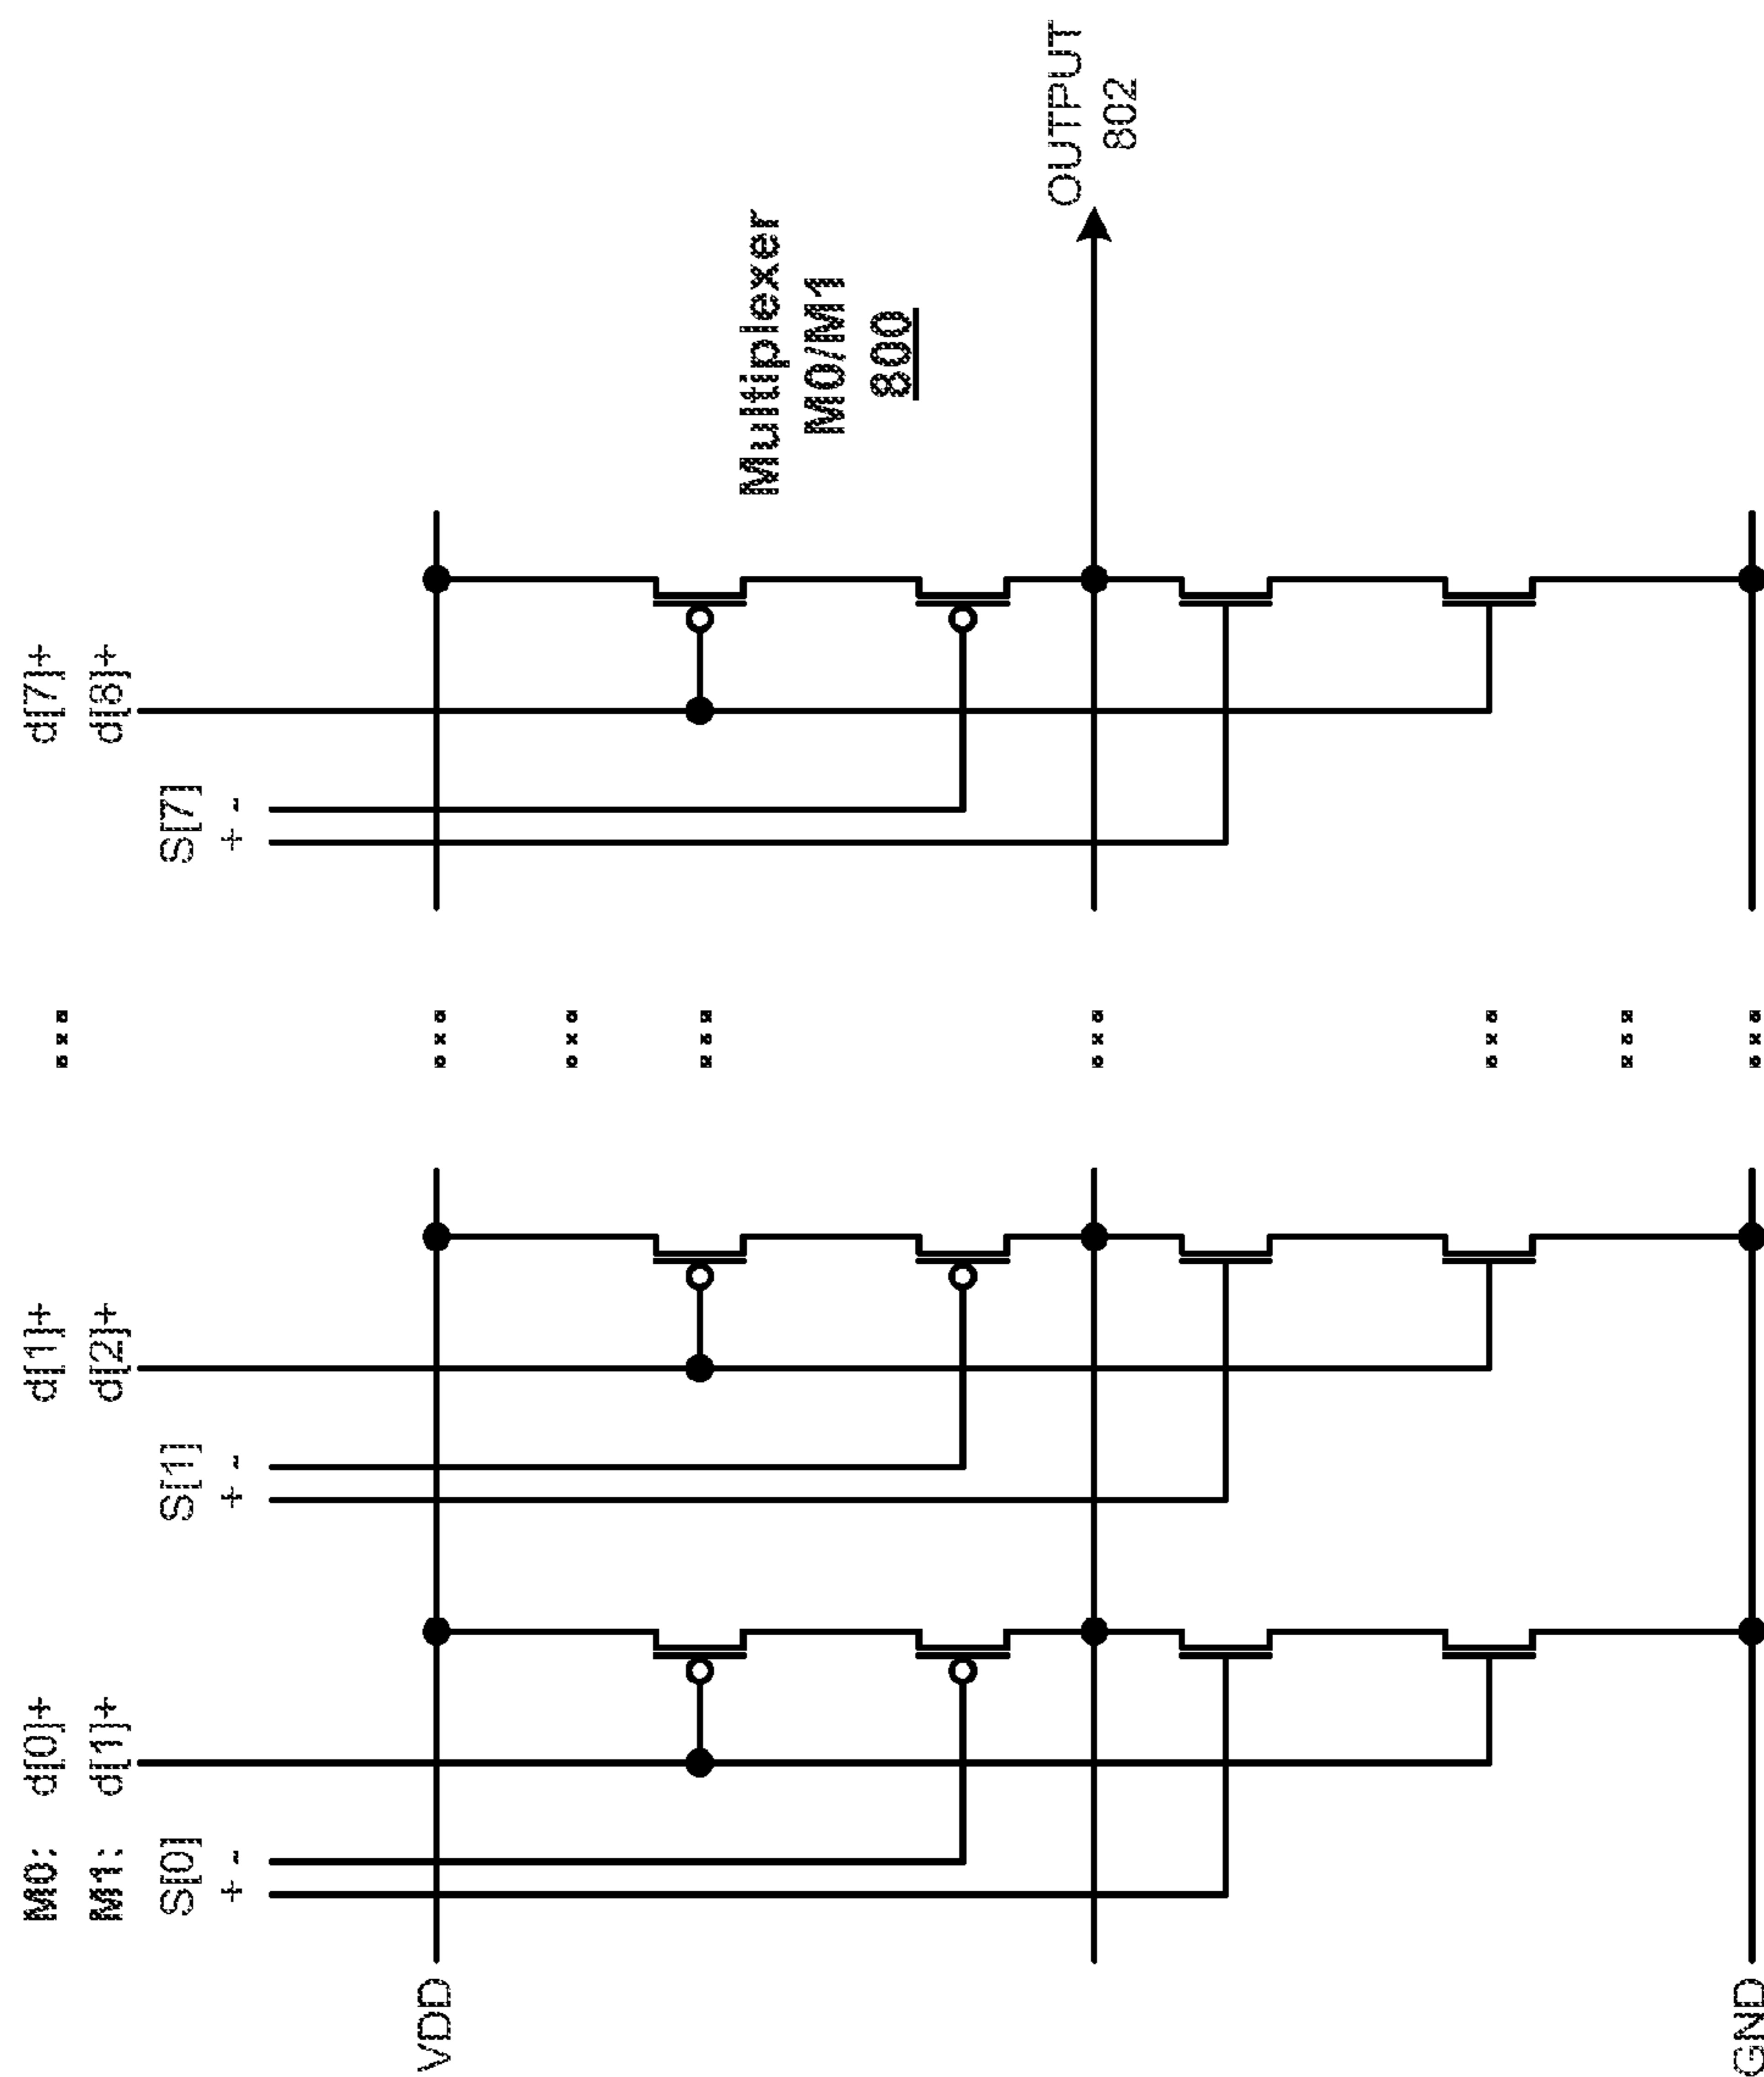 M0: d[0]+ d[1]+ ... d[7]+
M1: d[1]+ d[2]+ d[8]+
S[0] S[1] S[7]
+ - + - + -
VDD ...
...
...
Multiplexer
M0/M1
800
... OUTPUT
802
...
...
GND ...